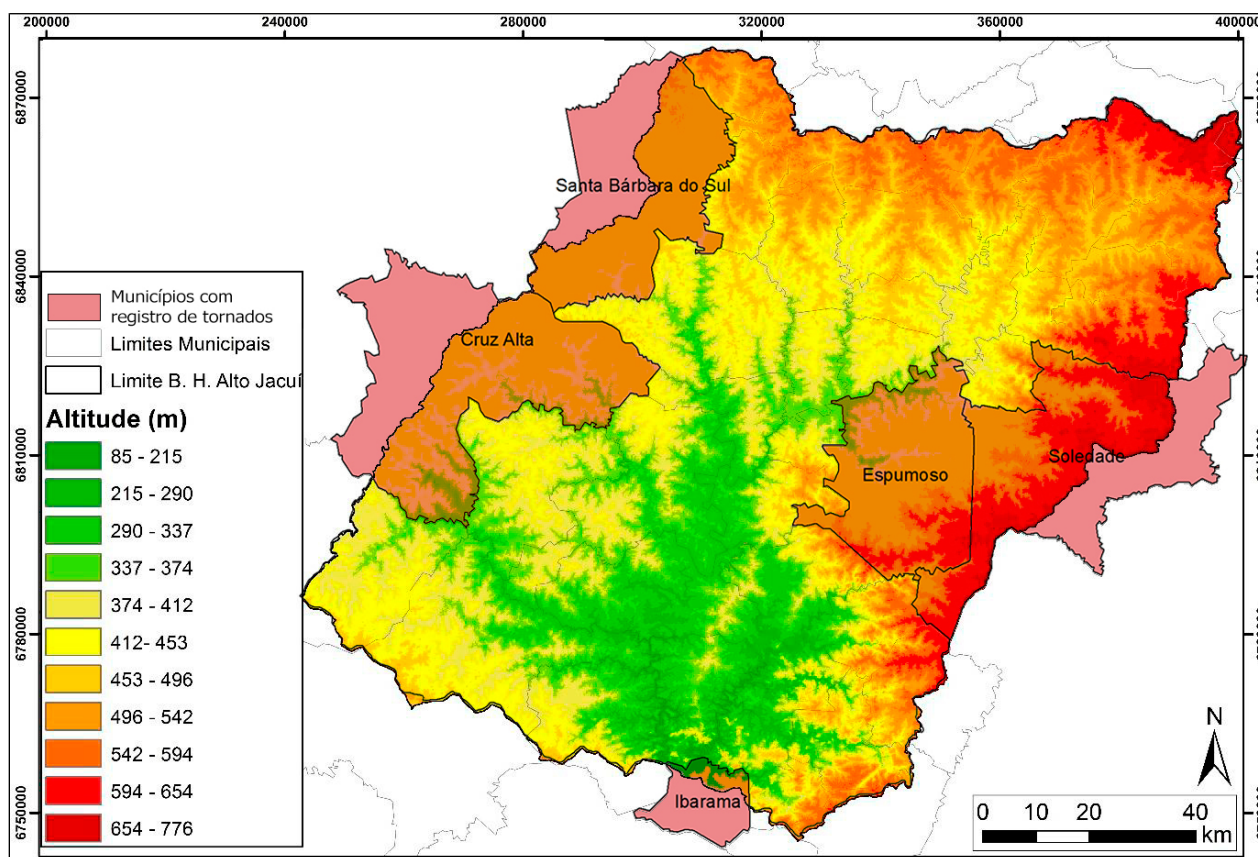 200000 240000 280000 320000 360000 400000
6870000
Santa Bárbara do Sul
6840000
Municípios com
registro de tornados
Limites Municipais
Limite B. H. Alto Jacuí
Cruz Alta
Altitude (m)
85 - 215
215 - 290
290 - 337
337 - 374
374 - 412
412 - 453
453 - 496
496 - 542
542 - 594
594 - 654
654 - 776
6810000
Espumoso
Soledade
6780000
N
6750000
Ibarama
0 10 20 40
km